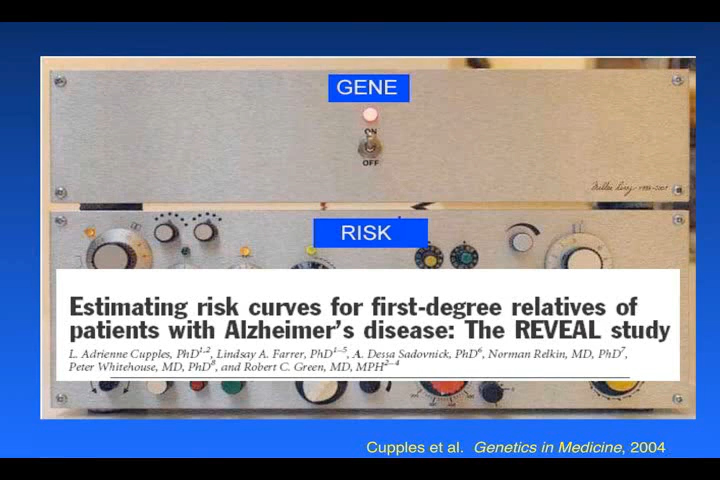 GENE
ON
OFF
1998-2001
RISK
Estimating risk curves for first-degree relatives of
patients with Alzheimer's disease: The REVEAL study
L. Adrienne Cupples, PhD1,2, Lindsay A. Farrer, PhD1–5, A. Dessa Sadovnick, PhD6, Norman Relkin, MD, PhD7,
Peter Whitehouse, MD, PhD8, and Robert C. Green, MD, MPH2–4
Cupples et al. Genetics in Medicine, 2004